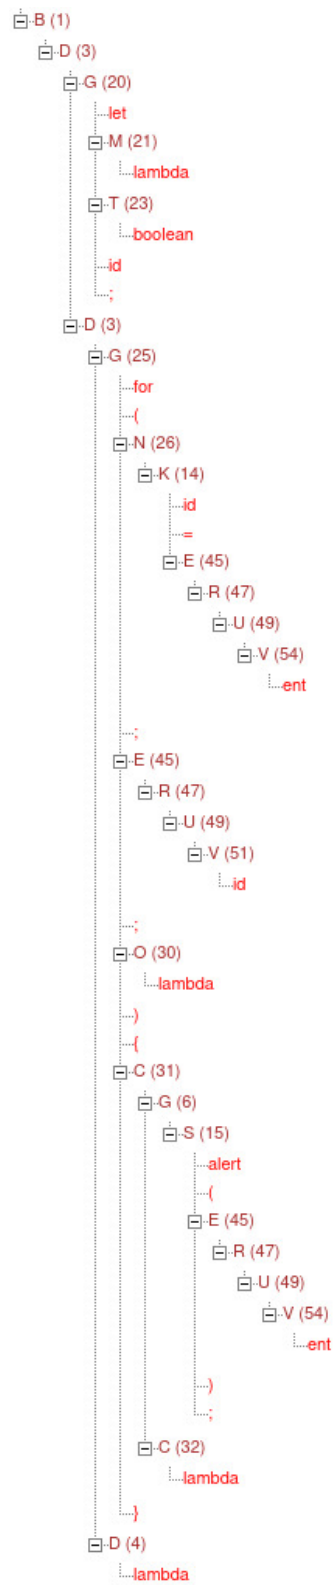 B (1)
D (3)
G (20)
let
M (21)
lambda
T (23)
boolean
id
;
D (3)
G (25)
for
(
N (26)
K (14)
id
=
E (45)
R (47)
U (49)
V (54)
ent
;
E (45)
R (47)
U (49)
V (51)
id
;
O (30)
lambda
)
{
C (31)
G (6)
S (15)
alert
(
E (45)
R (47)
U (49)
V (54)
ent
)
;
C (32)
lambda
}
D (4)
lambda